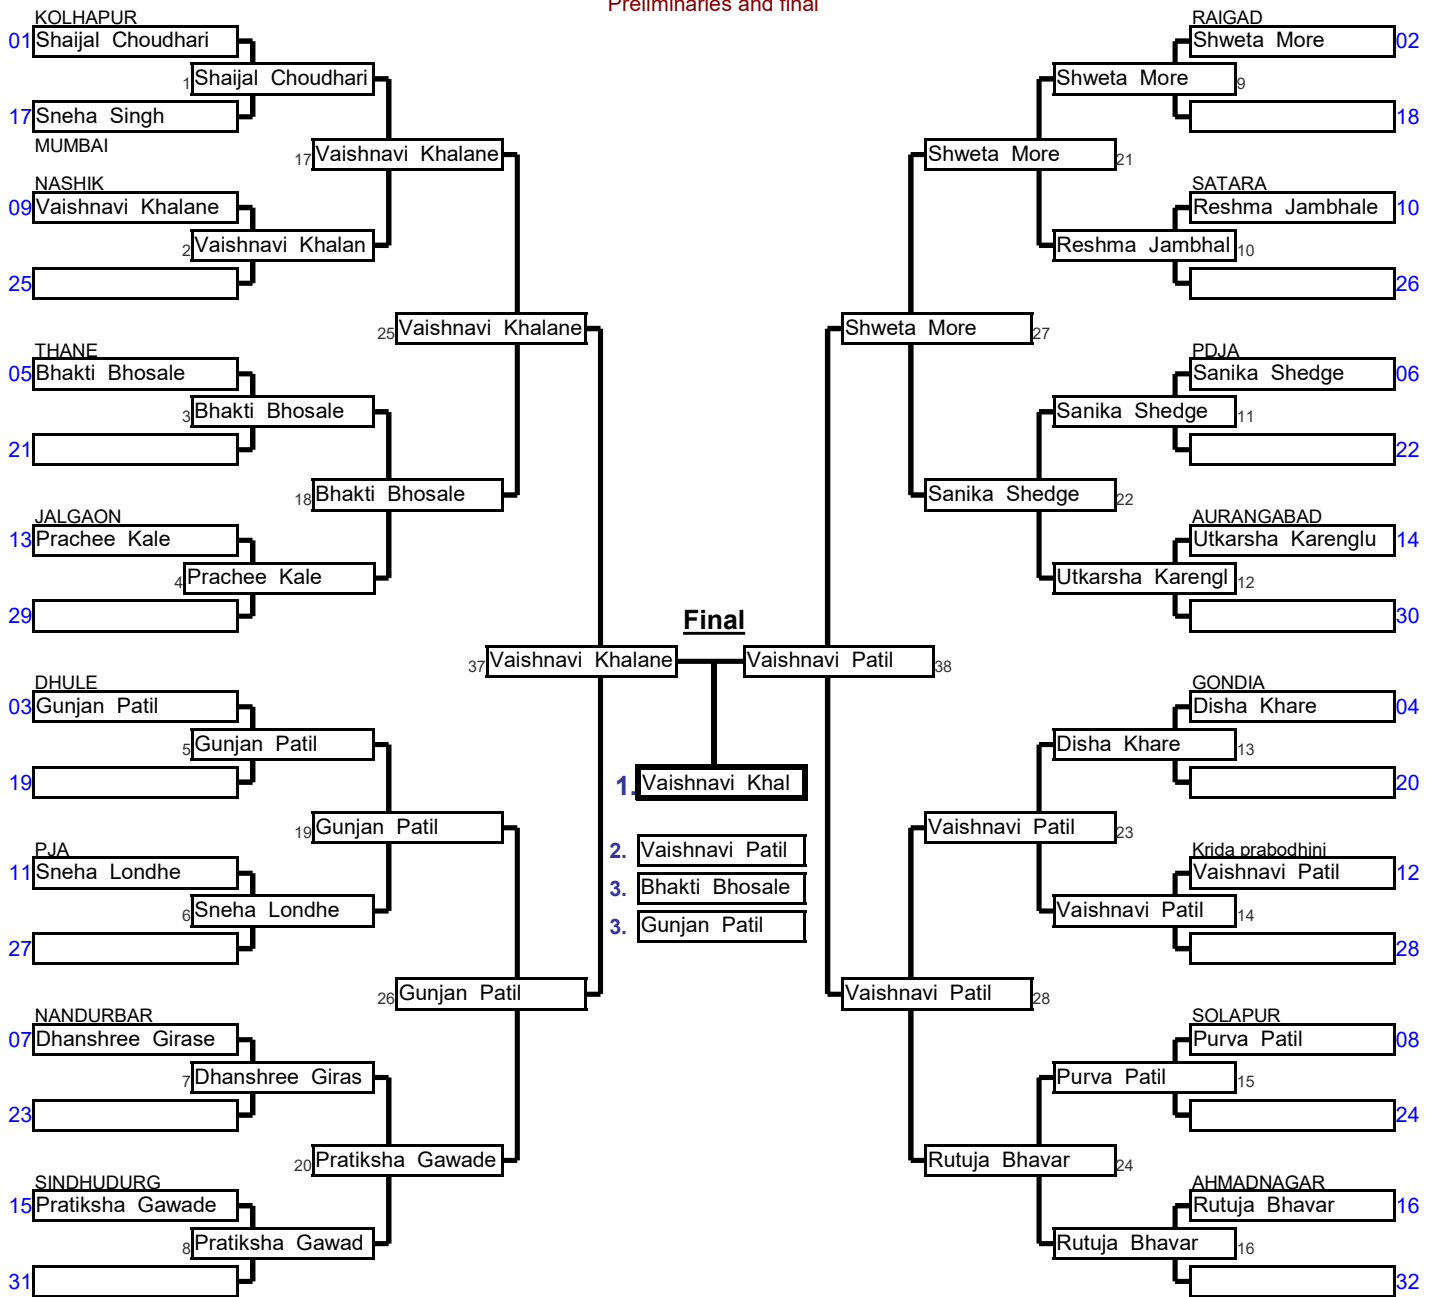 Preliminaries and final
KOLHAPUR
01 Shaijal Choudhari
1 Shaijal Choudhari
17 Sneha Singh
MUMBAI
17 Vaishnavi Khalane
NASHIK
09 Vaishnavi Khalane
2 Vaishnavi Khalan
25
25 Vaishnavi Khalane
THANE
05 Bhakti Bhosale
3 Bhakti Bhosale
21
18 Bhakti Bhosale
JALGAON
13 Prachee Kale
4 Prachee Kale
29
37 Vaishnavi Khalane
DHULE
03 Gunjan Patil
5 Gunjan Patil
19
19 Gunjan Patil
PJA
11 Sneha Londhe
6 Sneha Londhe
27
26 Gunjan Patil
NANDURBAR
07 Dhanshree Girase
7 Dhanshree Giras
23
20 Pratiksha Gawade
SINDHUDURG
15 Pratiksha Gawade
8 Pratiksha Gawad
31
Final
1. Vaishnavi Khal
2. Vaishnavi Patil
3. Bhakti Bhosale
3. Gunjan Patil
RAIGAD
Shweta More 02
Shweta More 9
18
Shweta More 21
SATARA
Reshma Jambhale 10
Reshma Jambhal 10
26
Shweta More 27
PDJA
Sanika Shedge 06
Sanika Shedge 11
22
Sanika Shedge 22
AURANGABAD
Utkarsha Karenglu 14
Utkarsha Karengl 12
30
Vaishnavi Patil 38
GONDIA
Disha Khare 04
Disha Khare 13
20
Vaishnavi Patil 23
Krida prabodhini
Vaishnavi Patil 12
Vaishnavi Patil 14
28
Vaishnavi Patil 28
SOLAPUR
Purva Patil 08
Purva Patil 15
24
Rutuja Bhavar 24
AHMADNAGAR
Rutuja Bhavar 16
Rutuja Bhavar 16
32